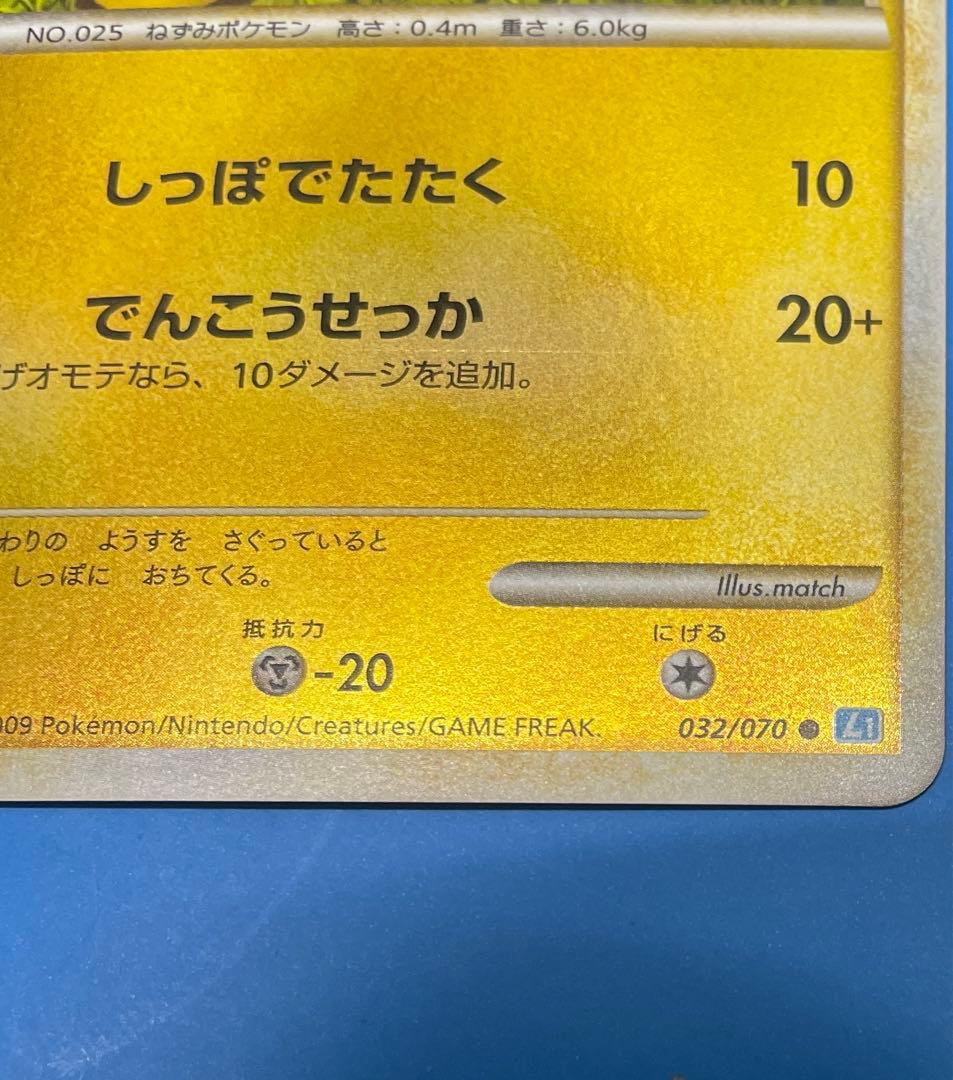 NO.025 ねずみポケモン 高さ：0.4m 重さ：6.0kg
しっぽでたたく 10
でんこうせっか 20+
げオモテなら、10ダメージを追加。
わりの ようすを さぐっていると
しっぽに おちてくる。
Illus.match
抵抗力 にげる
-20
009 Pokémon/Nintendo/Creatures/GAME FREAK. 032/070 ● L1